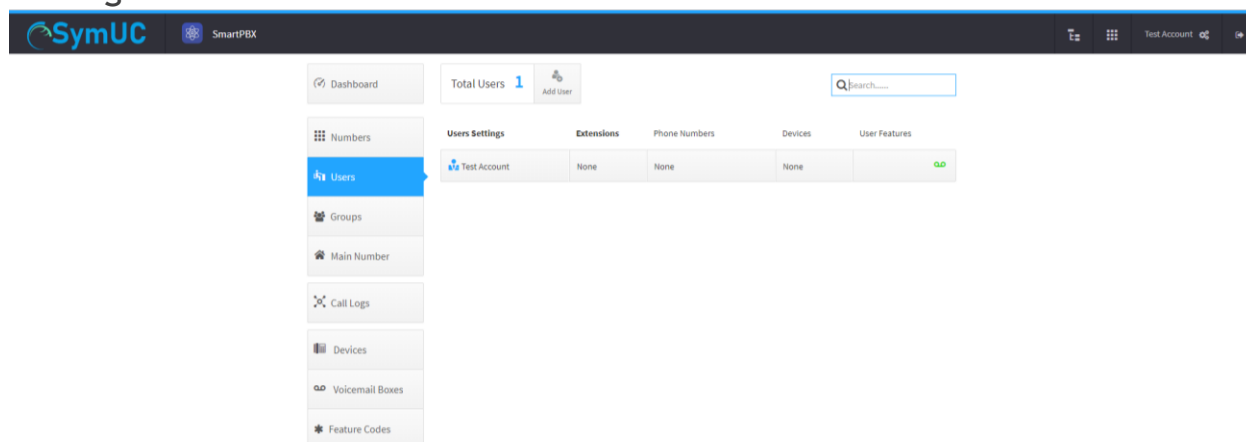 SymUC SmartPBX Test Account
Dashboard
Total Users 1 Add User
Search......
Numbers
Users Settings Extensions Phone Numbers Devices User Features
Test Account None None None
Users
Groups
Main Number
Call Logs
Devices
Voicemail Boxes
Feature Codes